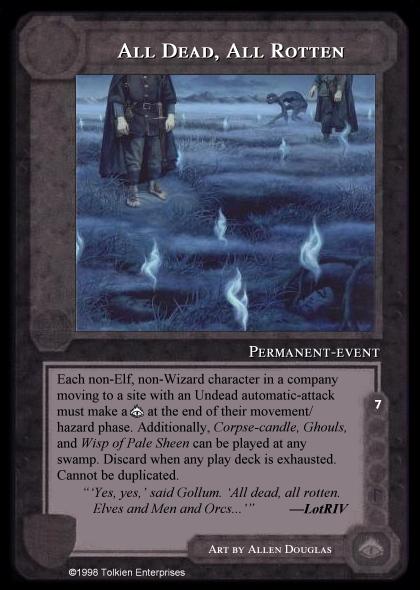 ALL DEAD, ALL ROTTEN
PERMANENT-EVENT
Each non-Elf, non-Wizard character in a company
moving to a site with an Undead automatic-attack
must make a at the end of their movement/
hazard phase. Additionally, Corpse-candle, Ghouls,
and Wisp of Pale Sheen can be played at any
swamp. Discard when any play deck is exhausted.
Cannot be duplicated.
7
“‘Yes, yes,’ said Gollum. ‘All dead, all rotten.
Elves and Men and Orcs...’” —LotRIV
ART BY ALLEN DOUGLAS
©1998 Tolkien Enterprises